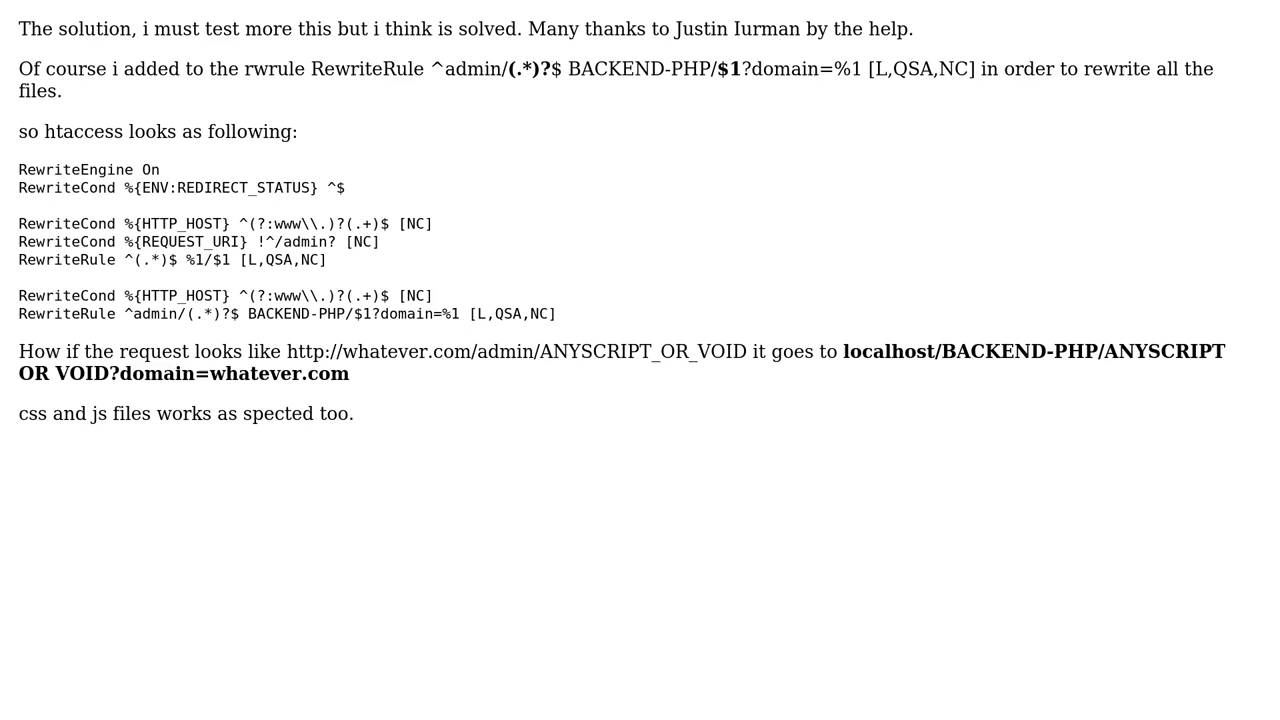 The solution, i must test more this but i think is solved. Many thanks to Justin Iurman by the help.
Of course i added to the rwrule RewriteRule ^admin/(.*)?$ BACKEND-PHP/$1?domain=%1 [L,QSA,NC] in order to rewrite all the
files.
so htaccess looks as following:
RewriteEngine On
RewriteCond %{ENV:REDIRECT_STATUS} ^$
RewriteCond %{HTTP_HOST} ^(?:www\\.)?(.+)$ [NC]
RewriteCond %{REQUEST_URI} !^/admin? [NC]
RewriteRule ^(.*)$ %1/$1 [L,QSA,NC]
RewriteCond %{HTTP_HOST} ^(?:www\\.)?(.+)$ [NC]
RewriteRule ^admin/(.*)?$ BACKEND-PHP/$1?domain=%1 [L,QSA,NC]
How if the request looks like http://whatever.com/admin/ANYSCRIPT_OR_VOID it goes to localhost/BACKEND-PHP/ANYSCRIPT
OR VOID?domain=whatever.com
css and js files works as spected too.